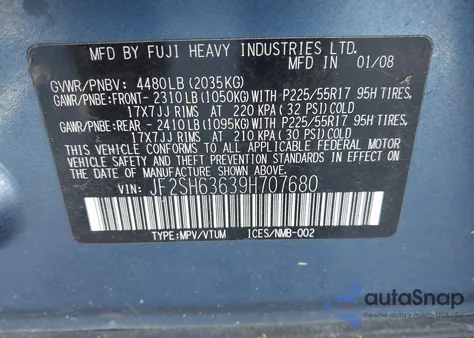 MFD BY FUJI HEAVY INDUSTRIES LTD.
MFD. IN 01/08
GVWR/PNBV: 4480LB (2035KG)
GAWR/PNBE:FRONT-2310LB (1050KG) WITH P225/55R17 95H TIRES,
17X7JJ RIMS AT 220 KPA (32 PSI) COLD
GAWR/PNBE:REAR -2410LB (1095KG) WITH P225/55R17 95H TIRES,
17X7JJ RIMS AT 210 KPA (30 PSI) COLD
THIS VEHICLE CONFORMS TO ALL APPLICABLE FEDERAL MOTOR
VEHICLE SAFETY AND BUMPER STANDARDS IN EFFECT ON THE
DATE OF MANUFACTURE SHOWN ABOVE.
VIN: JF2SH63639H707680
TYPE:MPV/VTUM ICES/NMB-002
autoSnap